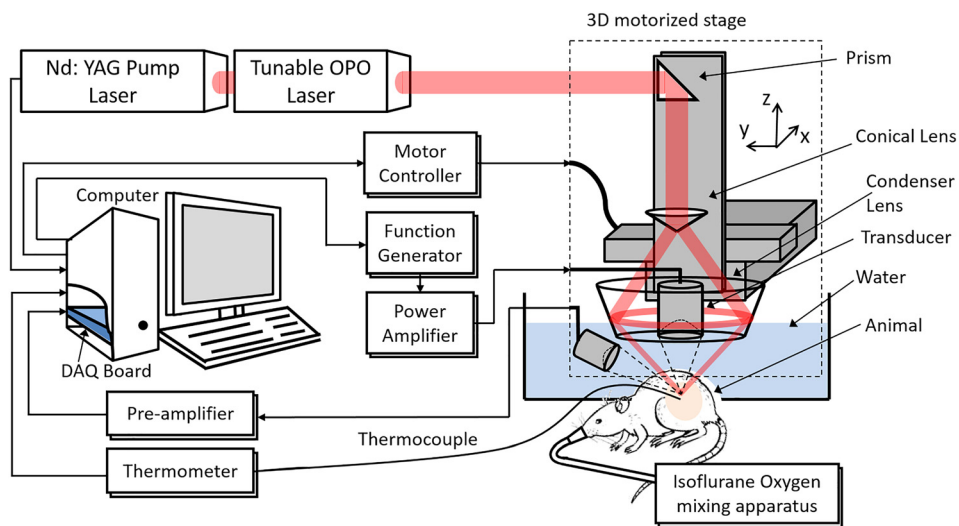 3D motorized stage
Nd: YAG Pump
Laser
Tunable OPO
Laser
Prism
z
y
x
Motor
Controller
Conical Lens
Computer
Condenser
Lens
Function
Generator
Transducer
Water
Power
Amplifier
Animal
DAQ Board
Pre-amplifier
Thermocouple
Thermometer
Isoflurane Oxygen
mixing apparatus